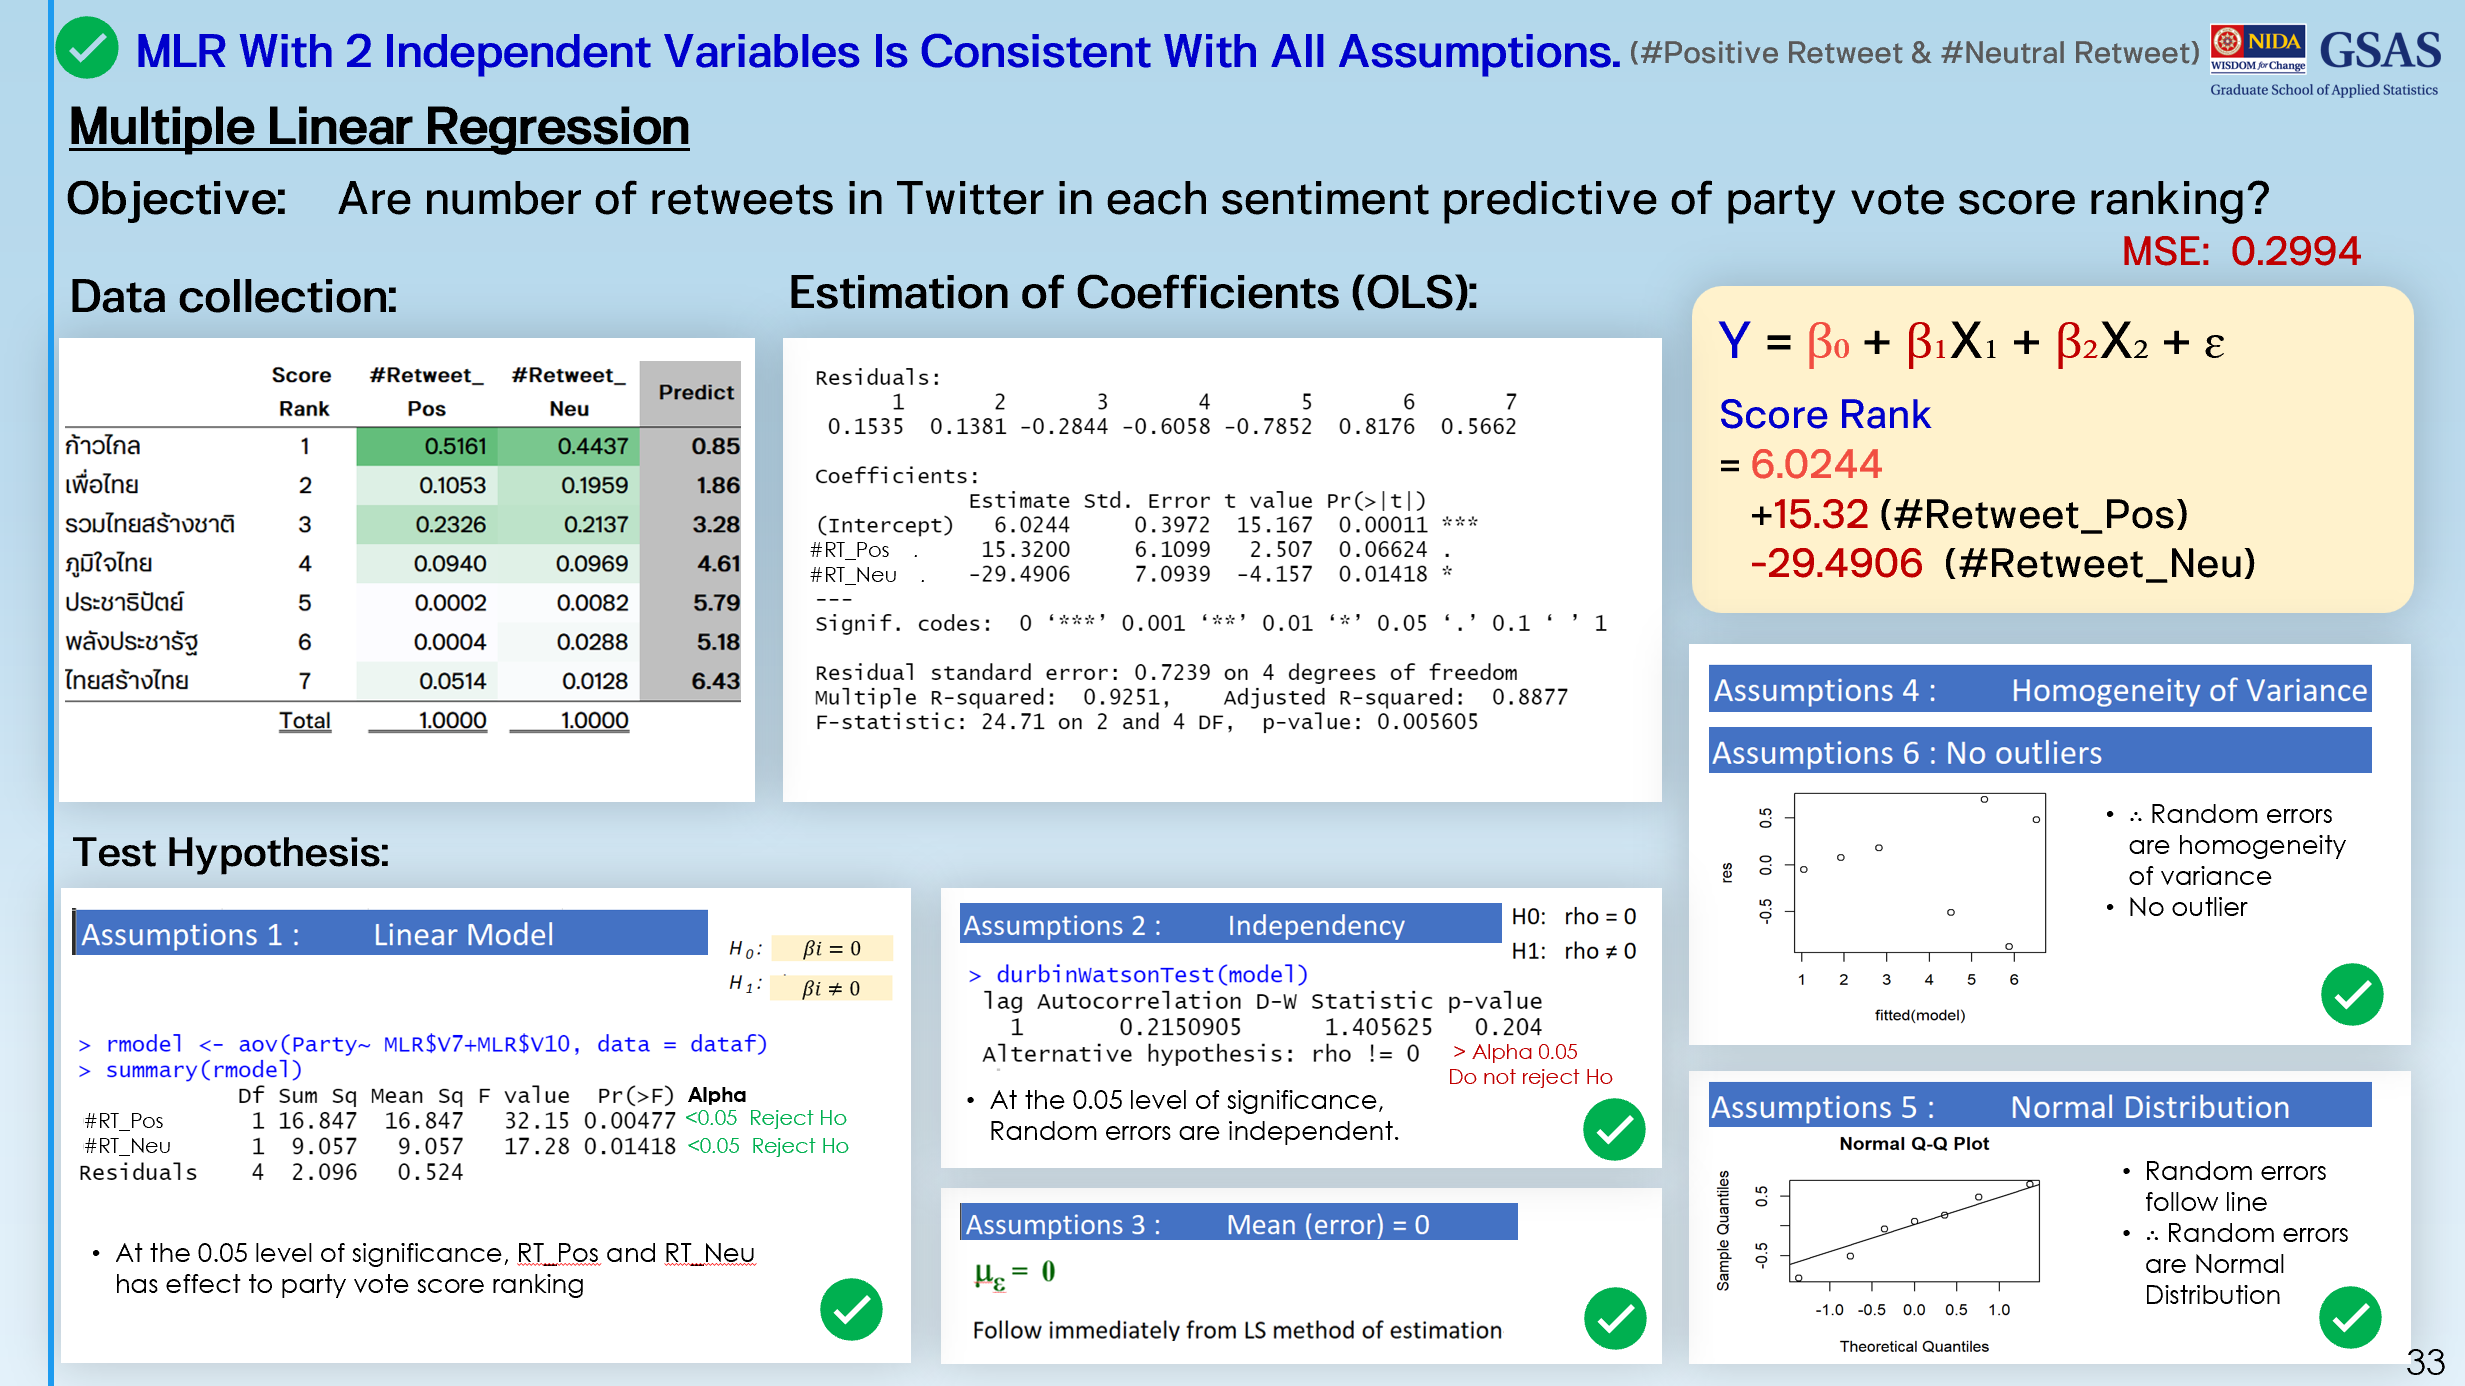 MLR With 2 Independent Variables Is Consistent With All Assumptions. (#Positive Retweet & #Neutral Retweet)
NIDA
WISDOM for Change
GSAS
Graduate School of Applied Statistics
Multiple Linear Regression
Objective: Are number of retweets in Twitter in each sentiment predictive of party vote score ranking?
MSE: 0.2994
Data collection:
Score Rank #Retweet_Pos #Retweet_Neu Predict
ก้าวไกล 1 0.5161 0.4437 0.85
เพื่อไทย 2 0.1053 0.1959 1.86
รวมไทยสร้างชาติ 3 0.2326 0.2137 3.28
ภูมิใจไทย 4 0.0940 0.0969 4.61
ประชาธิปัตย์ 5 0.0002 0.0082 5.79
พลังประชารัฐ 6 0.0004 0.0288 5.18
ไทยสร้างไทย 7 0.0514 0.0128 6.43
Total 1.0000 1.0000
Estimation of Coefficients (OLS):
Residuals:
1 2 3 4 5 6 7
0.1535 0.1381 -0.2844 -0.6058 -0.7852 0.8176 0.5662
Coefficients:
Estimate Std. Error t value Pr(>|t|)
(Intercept) 6.0244 0.3972 15.167 0.00011 ***
#RT_Pos . 15.3200 6.1099 2.507 0.06624 .
#RT_Neu . -29.4906 7.0939 -4.157 0.01418 *
---
Signif. codes: 0 ‘***’ 0.001 ‘**’ 0.01 ‘*’ 0.05 ‘.’ 0.1 ‘ ’ 1
Residual standard error: 0.7239 on 4 degrees of freedom
Multiple R-squared: 0.9251, Adjusted R-squared: 0.8877
F-statistic: 24.71 on 2 and 4 DF, p-value: 0.005605
Y = β0 + β1X1 + β2X2 + ε
Score Rank
= 6.0244
+15.32 (#Retweet_Pos)
-29.4906 (#Retweet_Neu)
Test Hypothesis:
Assumptions 1 : Linear Model
H0: βi = 0
H1: βi ≠ 0
> rmodel <- aov(Party~ MLR$V7+MLR$V10, data = dataf)
> summary(rmodel)
Df Sum Sq Mean Sq F value Pr(>F) Alpha
#RT_Pos 1 16.847 16.847 32.15 0.00477 <0.05 Reject Ho
#RT_Neu 1 9.057 9.057 17.28 0.01418 <0.05 Reject Ho
Residuals 4 2.096 0.524
• At the 0.05 level of significance, RT_Pos and RT_Neu
has effect to party vote score ranking
Assumptions 2 : Independency
H0: rho = 0
H1: rho ≠ 0
> durbinWatsonTest(model)
lag Autocorrelation D-W Statistic p-value
1 0.2150905 1.405625 0.204
Alternative hypothesis: rho != 0
> Alpha 0.05
Do not reject Ho
• At the 0.05 level of significance,
Random errors are independent.
Assumptions 3 : Mean (error) = 0
με = 0
Follow immediately from LS method of estimation
Assumptions 4 : Homogeneity of Variance
Assumptions 6 : No outliers
res
0.5
0.0
-0.5
1 2 3 4 5 6
fitted(model)
• ∴ Random errors
are homogeneity
of variance
• No outlier
Assumptions 5 : Normal Distribution
Normal Q-Q Plot
Sample Quantiles
0.5
-0.5
-1.0 -0.5 0.0 0.5 1.0
Theoretical Quantiles
• Random errors
follow line
• ∴ Random errors
are Normal
Distribution
33